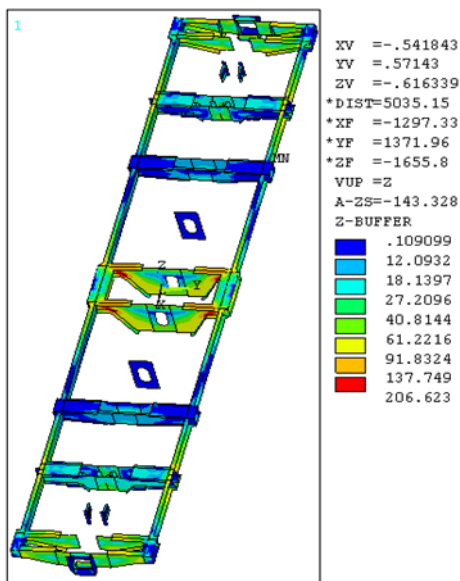 1
XV =-.541843
YV =.57143
ZV =-.616339
*DIST=5035.15
*XF =-1297.33
*YF =1371.96
*ZF =-1655.8
VUP =Z
A-ZS=-143.328
Z-BUFFER
MN
.109099
12.0932
18.1397
Z
27.2096
Y
40.8144
X
61.2216
91.8324
137.749
206.623